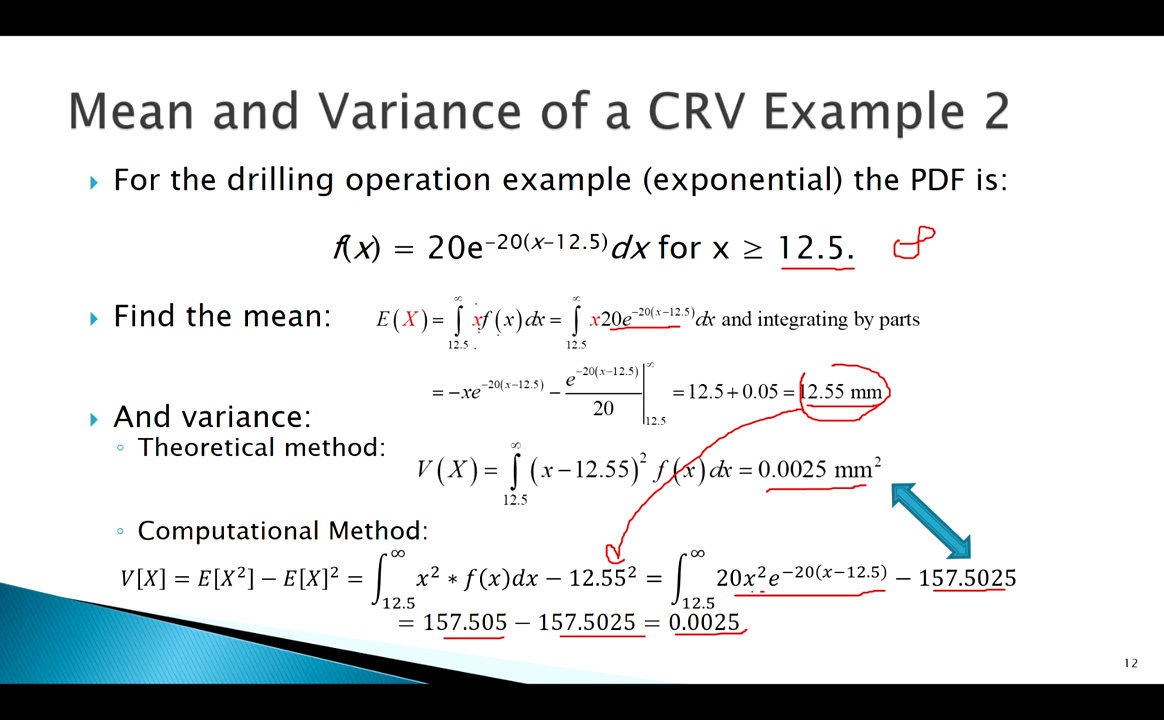 Mean and Variance of a CRV Example 2
For the drilling operation example (exponential) the PDF is:
f(x) = 20e^{-20(x-12.5)}dx for x ≥ 12.5. ∞
Find the mean: E(X) = ∫_{12.5}^{∞} xf(x)dx = ∫_{12.5}^{∞} x20e^{-20(x-12.5)}dx and integrating by parts
= -xe^{-20(x-12.5)} - \frac{e^{-20(x-12.5)}}{20} |_{12.5}^{∞} = 12.5 + 0.05 = 12.55 mm
And variance:
Theoretical method:
V(X) = ∫_{12.5}^{∞} (x-12.55)^2 f(x)dx = 0.0025 mm^2
Computational Method:
V[X] = E[X^2] − E[X]^2 = ∫_{12.5}^{∞} x^2 * f(x)dx − 12.55^2 = ∫_{12.5}^{∞} 20x^2e^{−20(x−12.5)} − 157.5025
= 157.505 − 157.5025 = 0.0025
12